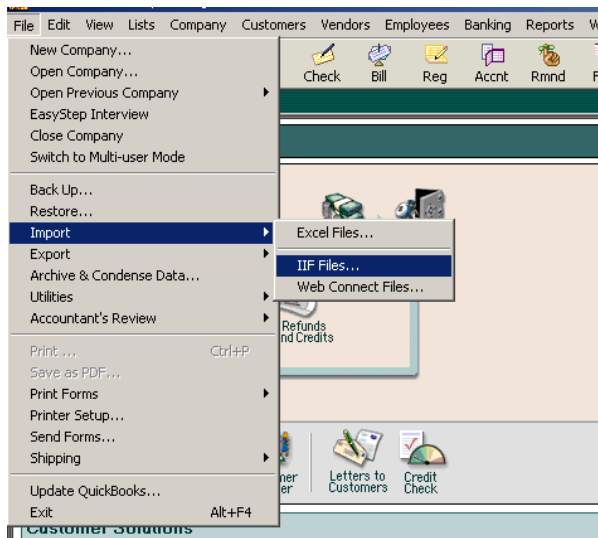 File Edit View Lists Company Customers Vendors Employees Banking Reports
New Company...
Open Company...
Open Previous Company
EasyStep Interview
Close Company
Switch to Multi-user Mode
Back Up...
Restore...
Import
Export
Archive & Condense Data...
Utilities
Accountant's Review
Print ... Ctrl+P
Save as PDF...
Print Forms
Printer Setup...
Send Forms...
Shipping
Update QuickBooks...
Exit Alt+F4
Check Bill Reg Accnt Rmnd
Excel Files...
IIF Files...
Web Connect Files...
Refunds
nd Credits
Letters to
Customers
Credit
Check
Customer Solutions